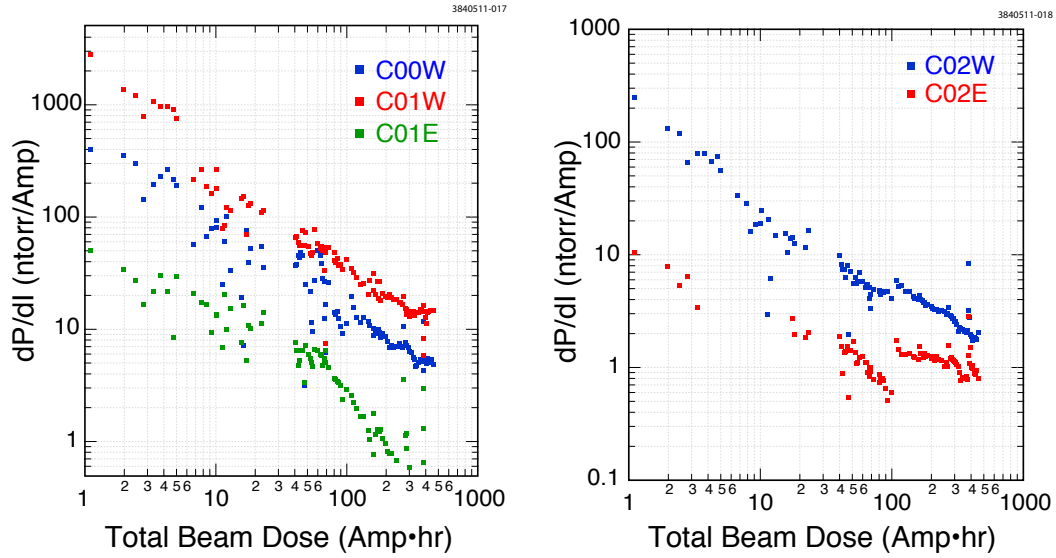 3840511-017
C00W
C01W
C01E
dP/dI (ntorr/Amp)
1000
100
10
1
1 2 3 4 5 6 10 2 3 4 5 6 100 2 3 4 5 6 1000
Total Beam Dose (Amp•hr)
3840511-018
C02W
C02E
dP/dI (ntorr/Amp)
1000
100
10
1
0.1
1 2 3 4 5 6 10 2 3 4 5 6 100 2 3 4 5 6 1000
Total Beam Dose (Amp•hr)